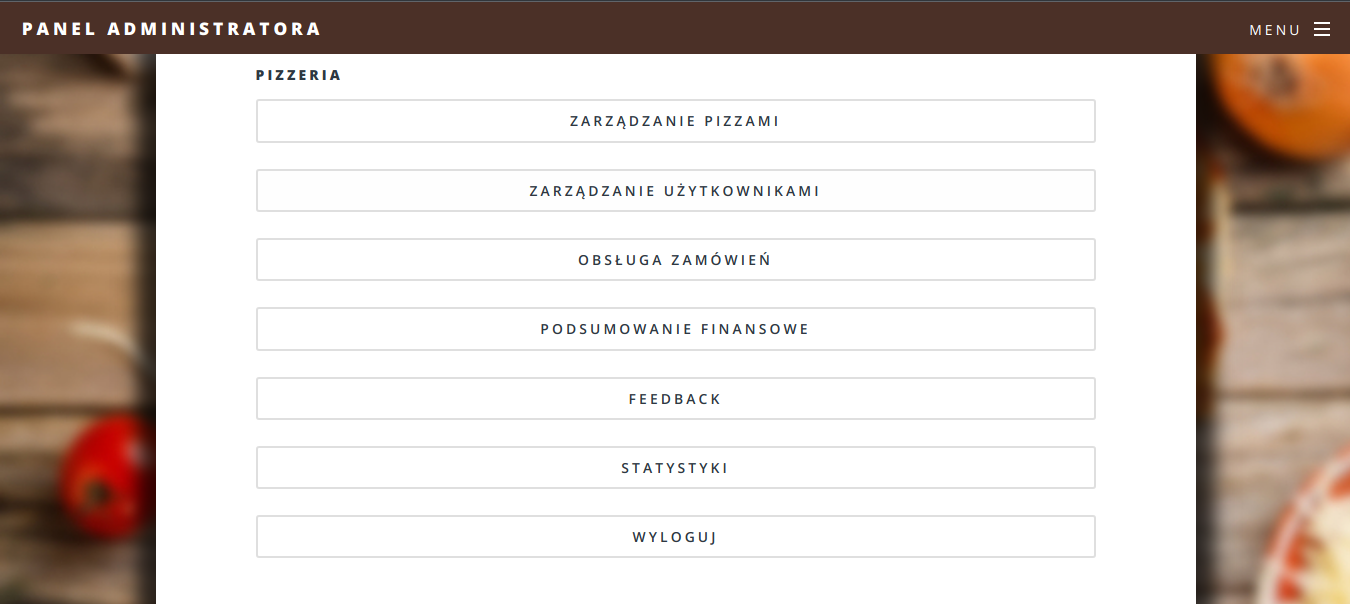 PANEL ADMINISTRATORA
MENU
PIZZERIA
ZARZĄDZANIE PIZZAMI
ZARZĄDZANIE UŻYTKOWNIKAMI
OBSŁUGA ZAMÓWIEŃ
PODSUMOWANIE FINANSOWE
FEEDBACK
STATYSTYKI
WYLOGUJ